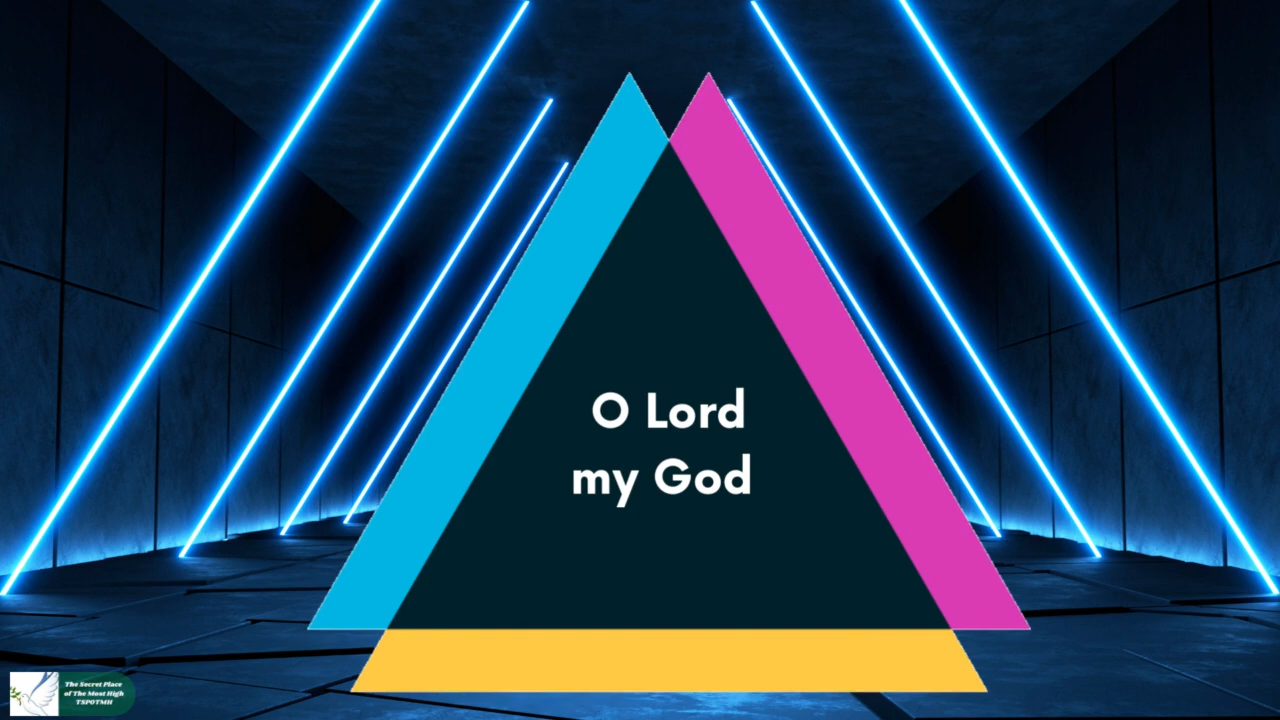 O Lord
my God
The Secret Place
of The Most High
TSPOTMH